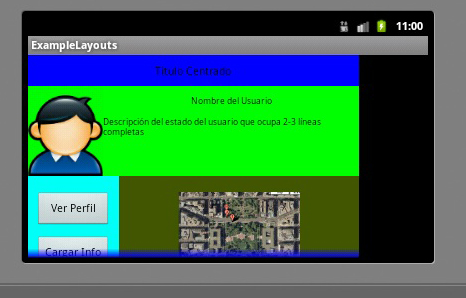 11:00
ExampleLayouts
Título Centrado
Nombre del Usuario
Descripción del estado del usuario que ocupa 2-3 líneas
completas
Ver Perfil
Cargar Info